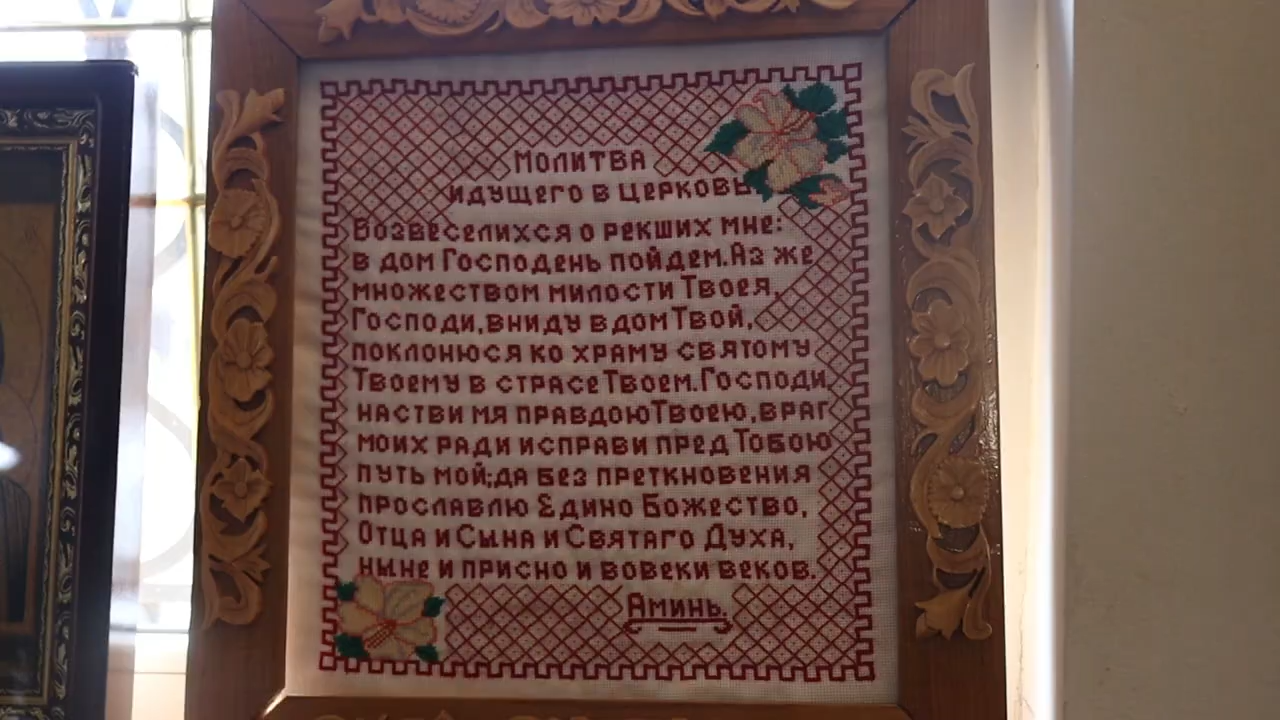 МОЛИТВА
ИДУЩЕГО В ЦЕРКОВЬ
Возвеселихся о рекших мне:
в дом Господень пойдем. Аз же
множеством милости Твоея,
Господи, вниду в дом Твой,
поклонюся ко храму святому
Твоему в страсе Твоем. Господи,
настви мя правдою Твоею, враг
моих ради исправи пред Тобою
путь мой; да без преткновения
прославлю Едино Божество,
Отца и Сына и Святаго Духа,
ныне и присно и вовеки веков.
Аминь.